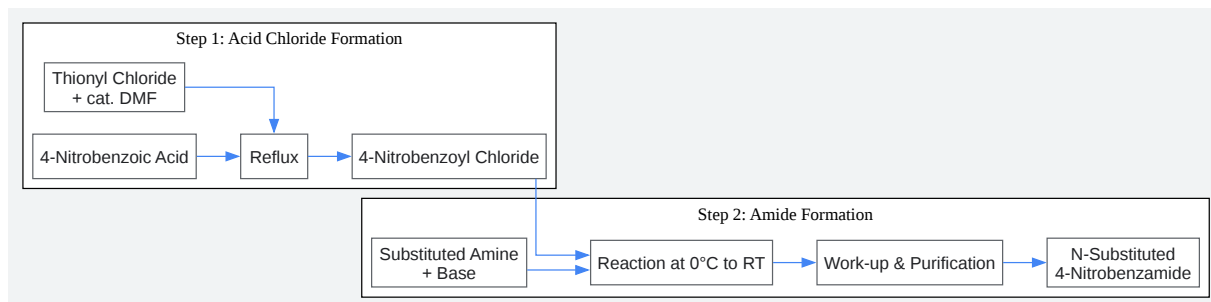 Step 1: Acid Chloride Formation
Thionyl Chloride
+ cat. DMF
4-Nitrobenzoic Acid
Reflux
4-Nitrobenzoyl Chloride
Step 2: Amide Formation
Substituted Amine
+ Base
Reaction at 0°C to RT
Work-up & Purification
N-Substituted
4-Nitrobenzamide